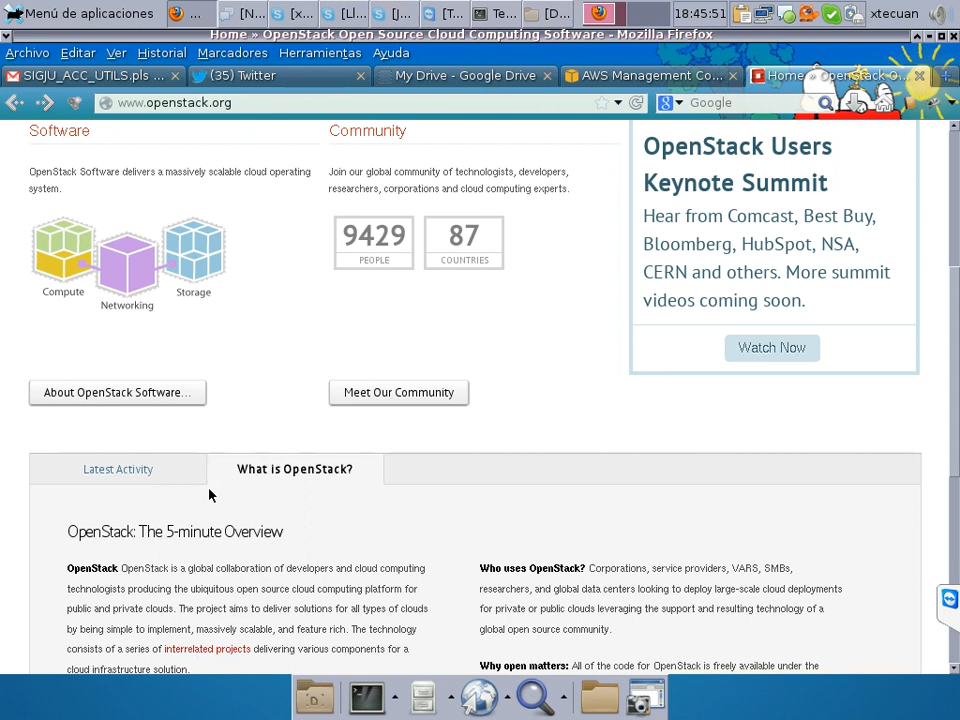 Menú de aplicaciones ... [N... [x... [Ll... [J... [T... Te... [D... 18:45:51 xtecuan
Home » OpenStack Open Source Cloud Computing Software - Mozilla Firefox
Archivo Editar Ver Historial Marcadores Herramientas Ayuda
SIGJU_ACC_UTILS.pls ... (35) Twitter My Drive - Google Drive AWS Management Co... Home » OpenStack O...
www.openstack.org Google
Software
OpenStack Software delivers a massively scalable cloud operating
system.
Compute
Networking
Storage
About OpenStack Software...
Community
Join our global community of technologists, developers,
researchers, corporations and cloud computing experts.
9429
PEOPLE
87
COUNTRIES
Meet Our Community
OpenStack Users
Keynote Summit
Hear from Comcast, Best Buy,
Bloomberg, HubSpot, NSA,
CERN and others. More summit
videos coming soon.
Watch Now
Latest Activity What is OpenStack?
OpenStack: The 5-minute Overview
OpenStack OpenStack is a global collaboration of developers and cloud computing
technologists producing the ubiquitous open source cloud computing platform for
public and private clouds. The project aims to deliver solutions for all types of clouds
by being simple to implement, massively scalable, and feature rich. The technology
consists of a series of interrelated projects delivering various components for a
cloud infrastructure solution.
Who uses OpenStack? Corporations, service providers, VARS, SMBs,
researchers, and global data centers looking to deploy large-scale cloud deployments
for private or public clouds leveraging the support and resulting technology of a
global open source community.
Why open matters: All of the code for OpenStack is freely available under the